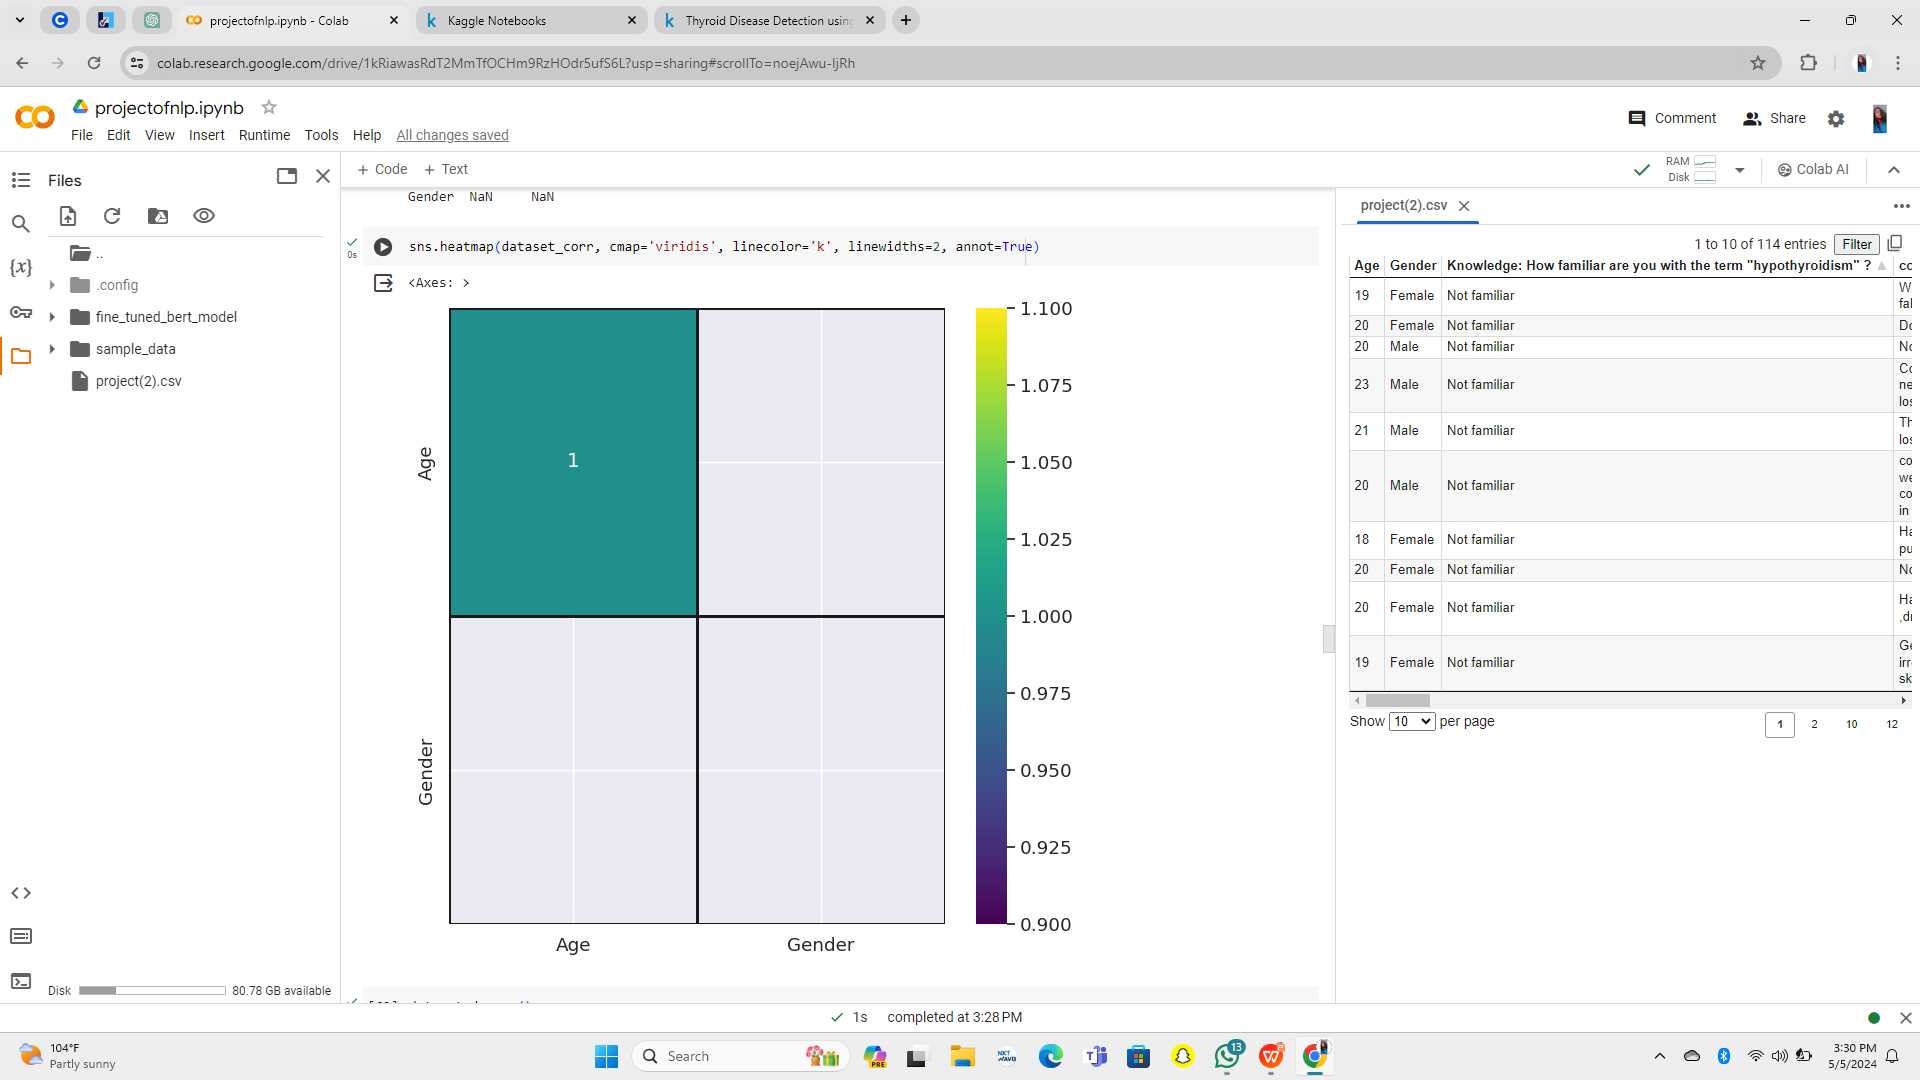 projectofnlp.ipynb - Colab
Kaggle Notebooks
Thyroid Disease Detection using
colab.research.google.com/drive/1kRiawasRdT2MmTfOCHm9RzHOdr5ufS6L?usp=sharing#scrollTo=noejAwu-ljRh
projectofnlp.ipynb
File Edit View Insert Runtime Tools Help All changes saved
Comment Share
Files
+ Code + Text
RAM
Disk
Colab AI
..
.config
fine_tuned_bert_model
sample_data
project(2).csv
Disk 80.78 GB available
Gender NaN NaN
0s
sns.heatmap(dataset_corr, cmap='viridis', linecolor='k', linewidths=2, annot=True)
<Axes: >
1
Age
Gender
Age Gender
1.100
1.075
1.050
1.025
1.000
0.975
0.950
0.925
0.900
project(2).csv
1 to 10 of 114 entries Filter
Age Gender Knowledge: How familiar are you with the term "hypothyroidism" ? co
19 Female Not familiar
20 Female Not familiar
20 Male Not familiar
23 Male Not familiar
21 Male Not familiar
20 Male Not familiar
18 Female Not familiar
20 Female Not familiar
20 Female Not familiar
19 Female Not familiar
Show 10 per page
1 2 10 12
1s completed at 3:28 PM
104°F
Partly sunny
Search
PRE
NXT
WAVE
13
3:30 PM
5/5/2024